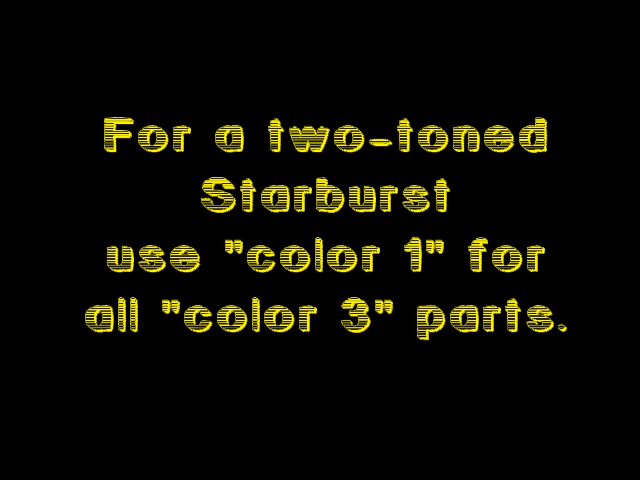 For a two-toned
Starburst
use "color 1" for
all "color 3" parts.